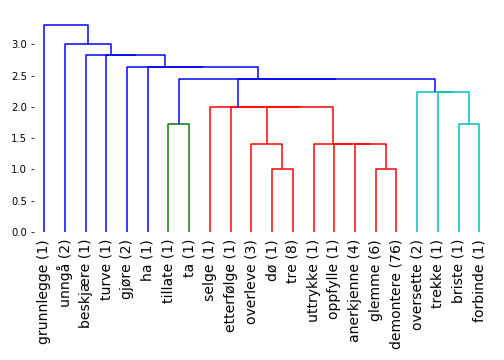 3.0
2.5
2.0
1.5
1.0
0.5
0.0
grunnlegge (1)
unngå (2)
beskjære (1)
turve (1)
gjøre (2)
ha (1)
tillate (1)
ta (1)
selge (1)
etterfølge (1)
overleve (3)
dø (1)
tre (8)
uttrykke (1)
oppfylle (1)
anerkjenne (4)
glemme (6)
demontere (76)
oversette (2)
trekke (1)
briste (1)
forbinde (1)